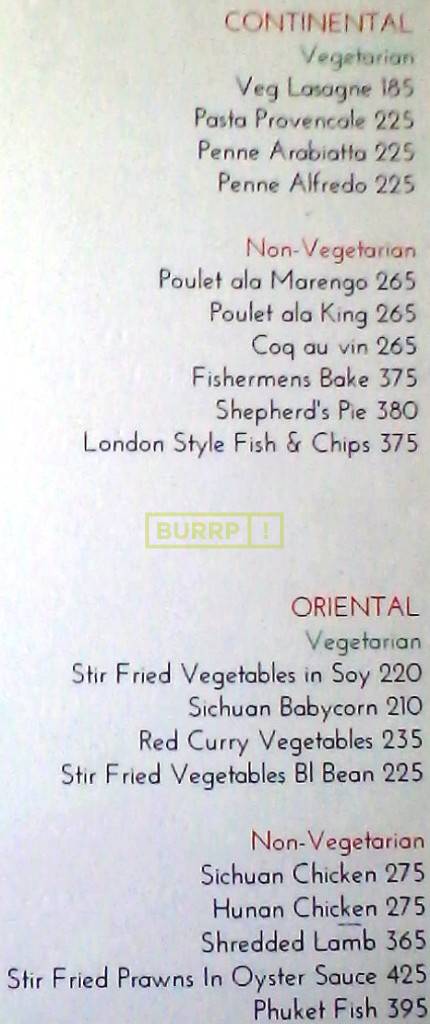 CONTINENTAL
Vegetarian
Veg Lasagne 185
Pasta Provencale 225
Penne Arabiatta 225
Penne Alfredo 225
Non-Vegetarian
Poulet ala Marengo 265
Poulet ala King 265
Coq au vin 265
Fishermens Bake 375
Shepherd's Pie 380
London Style Fish & Chips 375
BURRP!
ORIENTAL
Vegetarian
Stir Fried Vegetables in Soy 220
Sichuan Babycorn 210
Red Curry Vegetables 235
Stir Fried Vegetables Bl Bean 225
Non-Vegetarian
Sichuan Chicken 275
Hunan Chicken 275
Shredded Lamb 365
Stir Fried Prawns In Oyster Sauce 425
Phuket Fish 395